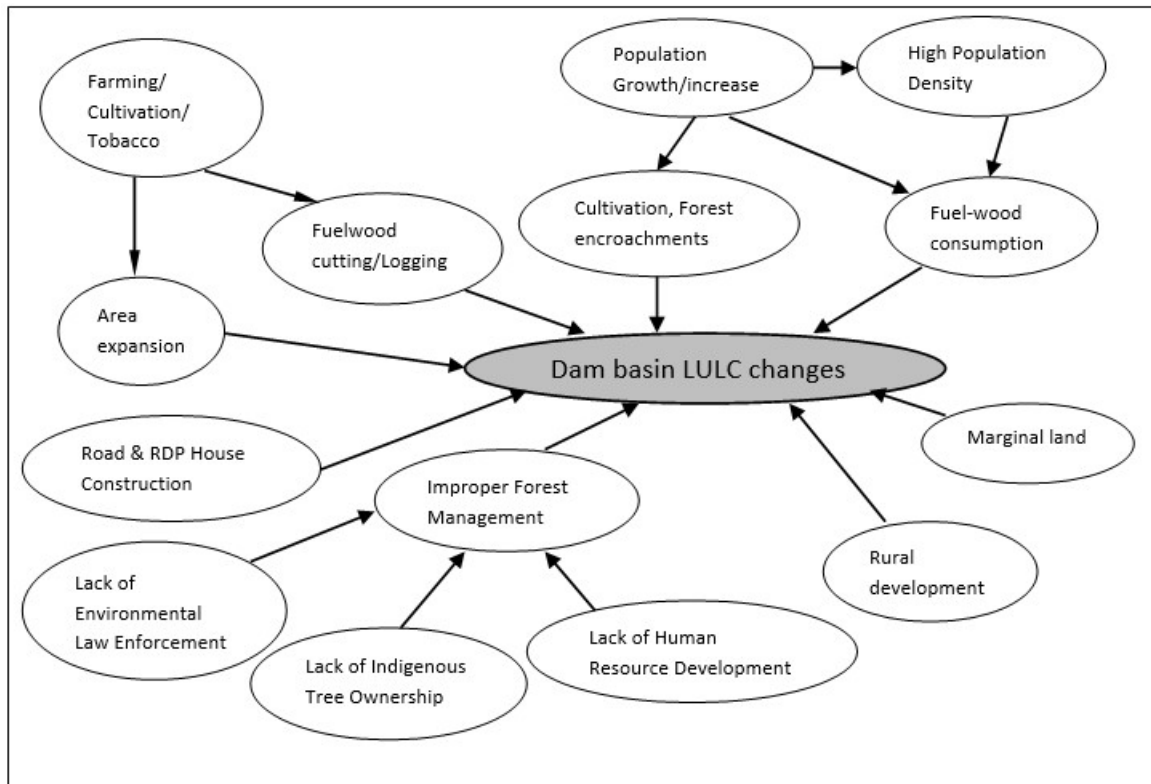 Farming/
Cultivation/
Tobacco
Population
Growth/increase
High Population
Density
Fuelwood
cutting/Logging
Cultivation, Forest
encroachments
Fuel-wood
consumption
Area
expansion
Dam basin LULC changes
Road & RDP House
Construction
Marginal land
Improper Forest
Management
Rural
development
Lack of
Environmental
Law Enforcement
Lack of Indigenous
Tree Ownership
Lack of Human
Resource Development